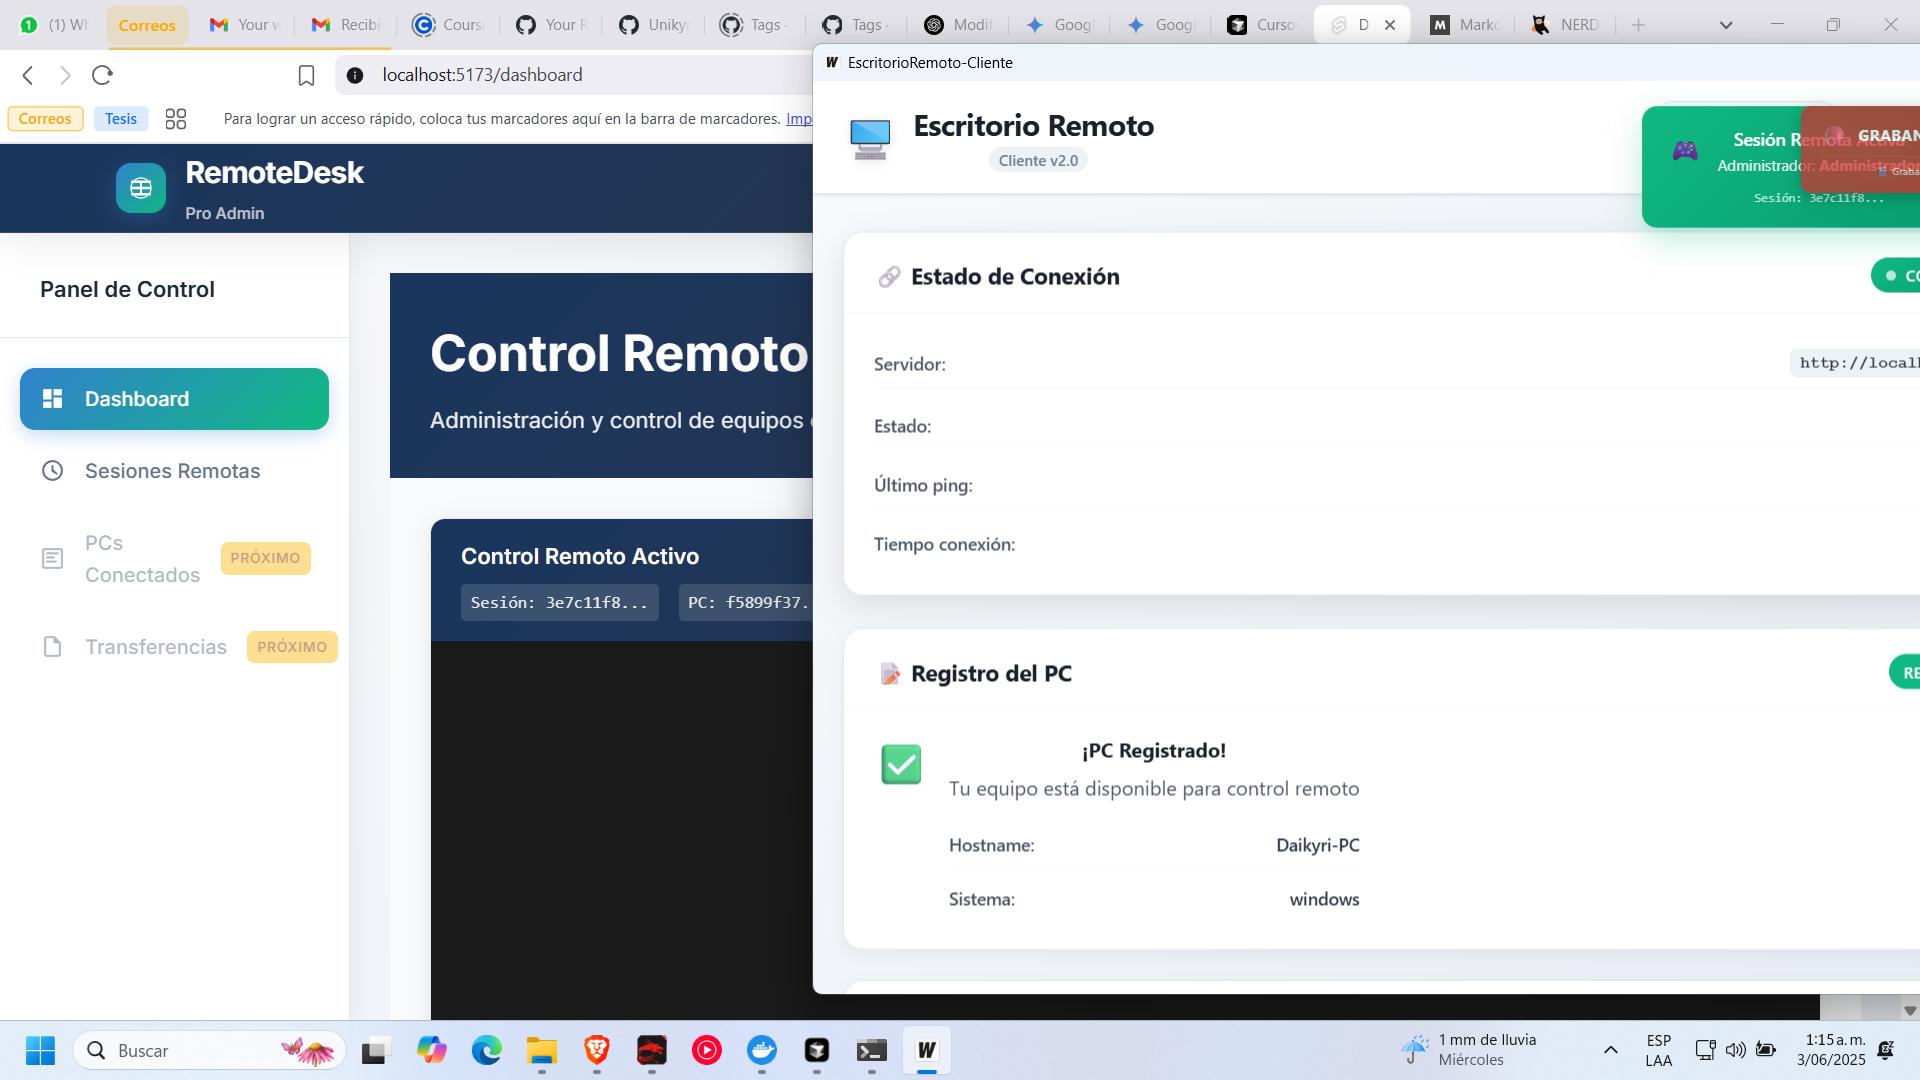 (1) Wh
Correos
Your w
Recibi
Cours
Your R
Uniky
Tags ·
Tags ·
Modifi
Googl
Googl
Curso
D
Marko
NERD
localhost:5173/dashboard
Correos
Tesis
Para lograr un acceso rápido, coloca tus marcadores aquí en la barra de marcadores. Imp
RemoteDesk
Pro Admin
Panel de Control
Dashboard
Sesiones Remotas
PCs
Conectados
PRÓXIMO
Transferencias
PRÓXIMO
Control Remoto
Administración y control de equipos
Control Remoto Activo
Sesión: 3e7c11f8...
PC: f5899f37.
EscritorioRemoto-Cliente
Escritorio Remoto
Cliente v2.0
Sesión Remota Activa
Administrador: Administrador
Sesión: 3e7c11f8...
GRABAN
Graba
Estado de Conexión
CO
Servidor:
http://local
Estado:
Último ping:
Tiempo conexión:
Registro del PC
RE
¡PC Registrado!
Tu equipo está disponible para control remoto
Hostname:
Daikyri-PC
Sistema:
windows
Buscar
1 mm de lluvia
Miércoles
ESP
LAA
1:15 a. m.
3/06/2025